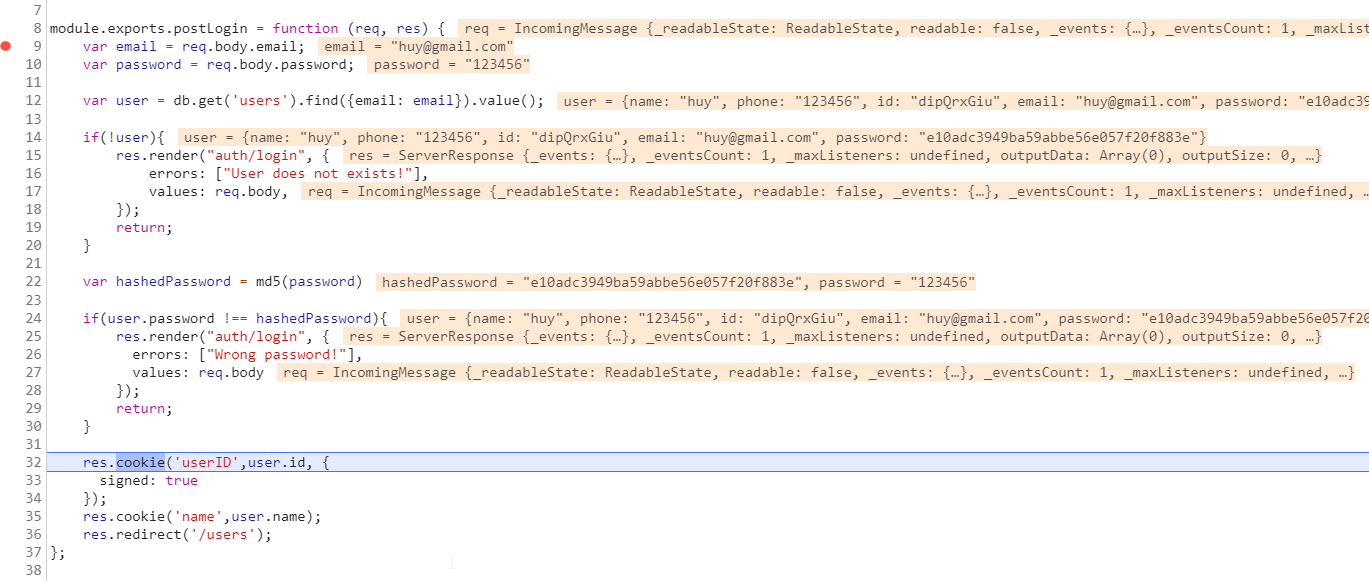 7
8 module.exports.postLogin = function (req, res) { req = IncomingMessage {_readableState: ReadableState, readable: false, _events: {…}, _eventsCount: 1, _maxList
9 var email = req.body.email; email = "huy@gmail.com"
10 var password = req.body.password; password = "123456"
11
12 var user = db.get('users').find({email: email}).value(); user = {name: "huy", phone: "123456", id: "dipQrxGiu", email: "huy@gmail.com", password: "e10adc3
13
14 if(!user){ user = {name: "huy", phone: "123456", id: "dipQrxGiu", email: "huy@gmail.com", password: "e10adc3949ba59abbe56e057f20f883e"}
15 res.render("auth/login", { res = ServerResponse {_events: {…}, _eventsCount: 1, _maxListeners: undefined, outputData: Array(0), outputSize: 0, …}
16 errors: ["User does not exists!"],
17 values: req.body, req = IncomingMessage {_readableState: ReadableState, readable: false, _events: {…}, _eventsCount: 1, _maxListeners: undefined, …
18 });
19 return;
20 }
21
22 var hashedPassword = md5(password) hashedPassword = "e10adc3949ba59abbe56e057f20f883e", password = "123456"
23
24 if(user.password !== hashedPassword){ user = {name: "huy", phone: "123456", id: "dipQrxGiu", email: "huy@gmail.com", password: "e10adc3949ba59abbe56e
25 res.render("auth/login", { res = ServerResponse {_events: {…}, _eventsCount: 1, _maxListeners: undefined, outputData: Array(0), outputSize: 0, …}
26 errors: ["Wrong password!"],
27 values: req.body req = IncomingMessage {_readableState: ReadableState, readable: false, _events: {…}, _eventsCount: 1, _maxListeners: undefined, …}
28 });
29 return;
30 }
31
32 res.cookie('userID',user.id, {
33 signed: true
34 });
35 res.cookie('name',user.name);
36 res.redirect('/users');
37 };
38